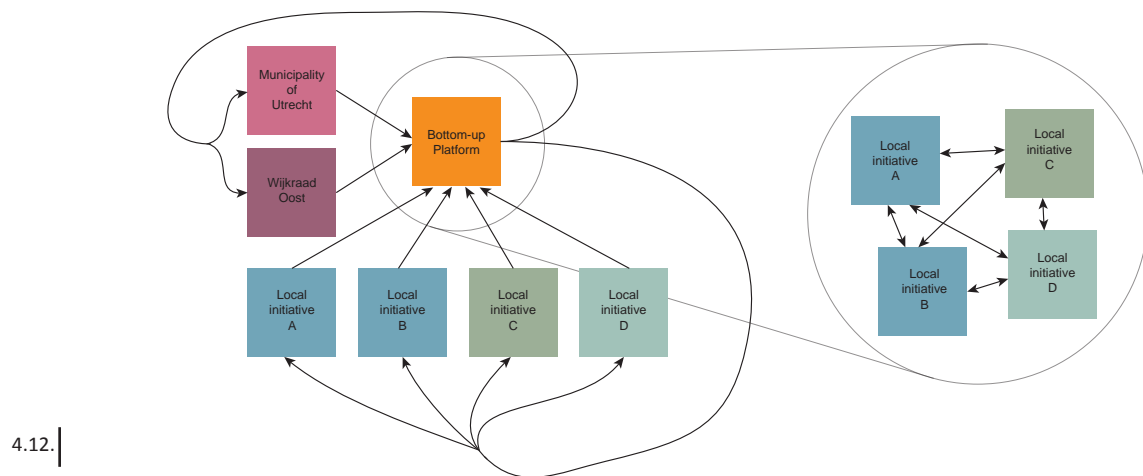 Municipality
of
Utrecht
Bottom-up
Platform
Wijkraad
Oost
Local
initiative
A
Local
initiative
B
Local
initiative
C
Local
initiative
D
Local
initiative
A
Local
initiative
C
Local
initiative
B
Local
initiative
D
4.12.